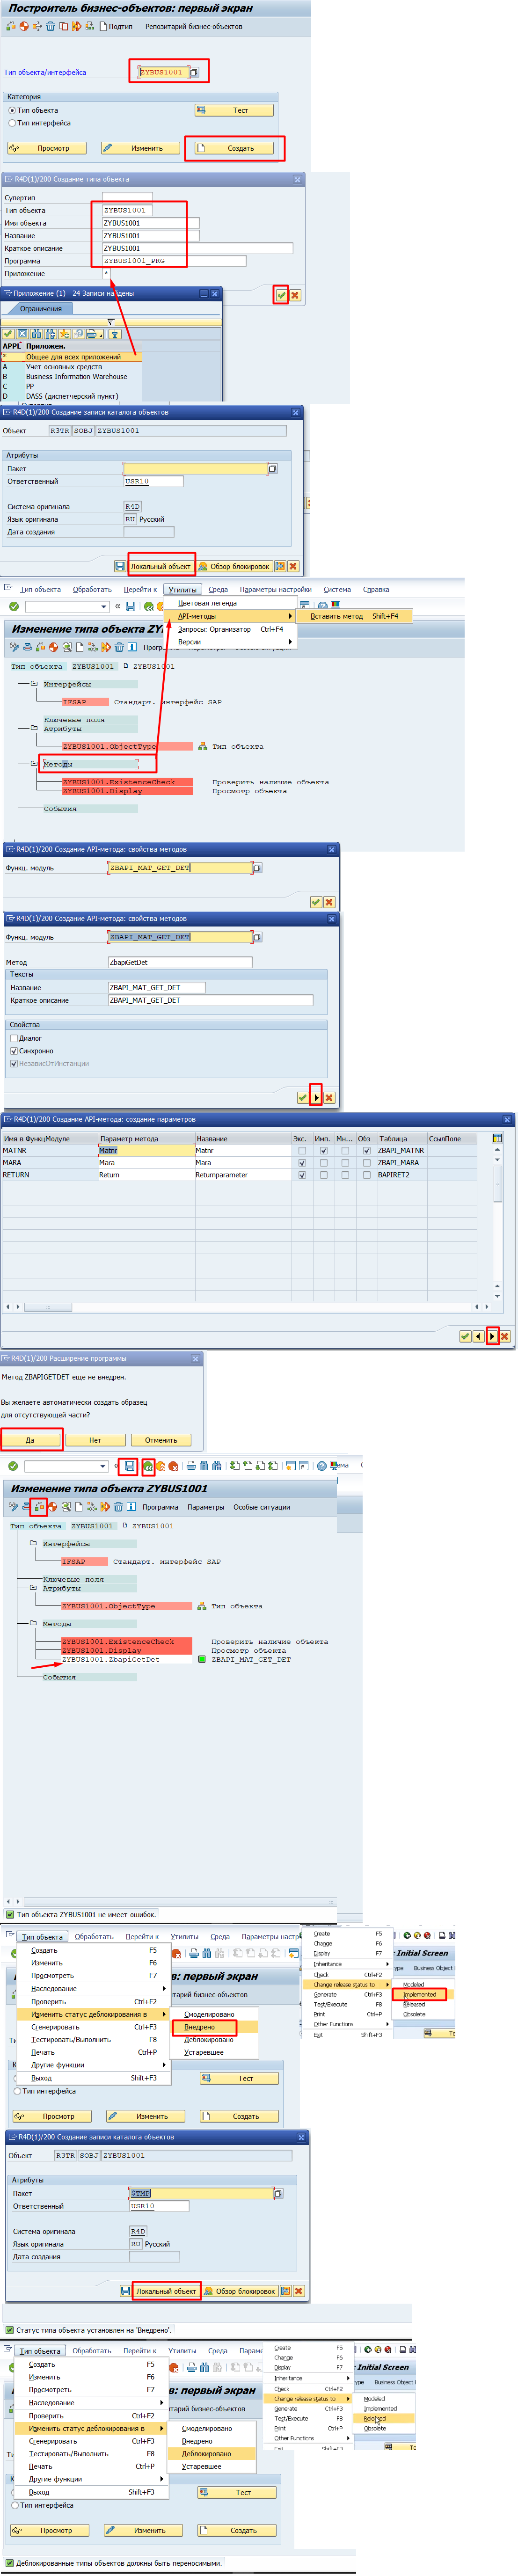 Построитель бизнес-объектов: первый экран
Подтип Репозитарий бизнес-объектов
Тип объекта/интерфейса ZYBUS1001
Категория
Тип объекта Тест
Тип интерфейса
Просмотр Изменить Создать
R4D(1)/200 Создание типа объекта
Супертип
Тип объекта ZYBUS1001
Имя объекта ZYBUS1001
Название ZYBUS1001
Краткое описание ZYBUS1001
Программа ZYBUS1001_PRG
Приложение *
Приложение (1) 24 Записи найдены
Ограничения
APPL Приложен.
* Общее для всех приложений
A Учет основных средств
B Business Information Warehouse
C PP
D DASS (диспетчерский пункт)
R4D(1)/200 Создание записи каталога объектов
Объект R3TR SOBJ ZYBUS1001
Атрибуты
Пакет
Ответственный USR10
Система оригинала R4D
Язык оригинала RU Русский
Дата создания
Локальный объект Обзор блокировок
Тип объекта Обработать Перейти к Утилиты Среда Параметры настройки Система Справка
Цветовая легенда
API-методы Вставить метод Shift+F4
Запросы: Организатор Ctrl+F4
Версии
Изменение типа объекта ZY
Тип объекта ZYBUS1001 ZYBUS1001
Интерфейсы
IFSAP Стандарт. интерфейс SAP
Ключевые поля
Атрибуты
ZYBUS1001.ObjectType Тип объекта
Методы
ZYBUS1001.ExistenceCheck Проверить наличие объекта
ZYBUS1001.Display Просмотр объекта
События
R4D(1)/200 Создание API-метода: свойства методов
Функц. модуль ZBAPI_MAT_GET_DET
R4D(1)/200 Создание API-метода: свойства методов
Функц. модуль ZBAPI_MAT_GET_DET
Метод ZbapiGetDet
Тексты
Название ZBAPI_MAT_GET_DET
Краткое описание ZBAPI_MAT_GET_DET
Свойства
Диалог
Синхронно
НезависОтИнстанции
R4D(1)/200 Создание API-метода: создание параметров
Имя в ФункцМодуле Параметр метода Название Экс. Имп. Мн... Обз Таблица СсылПоле
MATNR Matnr Matnr ZBAPI_MATNR
MARA Mara Mara ZBAPI_MARA
RETURN Return Returnparameter BAPIRET2
R4D(1)/200 Расширение программы
Метод ZBAPIGETDET еще не внедрен.
Вы желаете автоматически создать образец
для отсутствующей части?
Да Нет Отменить
Изменение типа объекта ZYBUS1001
Программа Параметры Особые ситуации
Тип объекта ZYBUS1001 ZYBUS1001
Интерфейсы
IFSAP Стандарт. интерфейс SAP
Ключевые поля
Атрибуты
ZYBUS1001.ObjectType Тип объекта
Методы
ZYBUS1001.ExistenceCheck Проверить наличие объекта
ZYBUS1001.Display Просмотр объекта
ZYBUS1001.ZbapiGetDet ZBAPI_MAT_GET_DET
События
Тип объекта ZYBUS1001 не имеет ошибок.
Тип объекта Обработать Перейти к Утилиты Среда Параметры настр
Создать F5
Изменить F6
Просмотреть F7
Наследование
Проверить Ctrl+F2
Изменить статус деблокирования в
Сгенерировать Ctrl+F3
Тестировать/Выполнить F8
Печать Ctrl+P
Другие функции
Выход Shift+F3
Смоделировано
Внедрено
Деблокировано
Устаревшее
в: первый экран
Тест
Тип интерфейса
Просмотр Изменить Создать
Create F5
Change F6
Display F7
Inheritance
Check Ctrl+F2
Change release status to
Generate Ctrl+F3
Test/Execute F8
Print Ctrl+P
Other Functions
Exit Shift+F3
Initial Screen
Modeled
Implemented
Released
Obsolete
R4D(1)/200 Создание записи каталога объектов
Объект R3TR SOBJ ZYBUS1001
Атрибуты
Пакет $TMP
Ответственный USR10
Система оригинала R4D
Язык оригинала RU Русский
Дата создания
Локальный объект Обзор блокировок
Статус типа объекта установлен на 'Внедрено'.
Тип объекта Обработать Перейти к Утилиты Среда Параме
Создать F5
Изменить F6
Просмотреть F7
Наследование
Проверить Ctrl+F2
Изменить статус деблокирования в
Сгенерировать Ctrl+F3
Тестировать/Выполнить F8
Печать Ctrl+P
Другие функции
Выход Shift+F3
Смоделировано
Внедрено
Деблокировано
Устаревшее
в: первый экран
бизнес-объектов
Тест
Тип интерфейса
Просмотр Изменить Создать
Create F5
Change F6
Display F7
Inheritance
Check Ctrl+F2
Change release status to
Generate Ctrl+F3
Test/Execute F8
Print Ctrl+P
Other Functions
Exit Shift+F3
Initial Screen
Business Object
Modeled
Implemented
Released
Obsolete
Деблокированные типы объектов должны быть переносимыми.